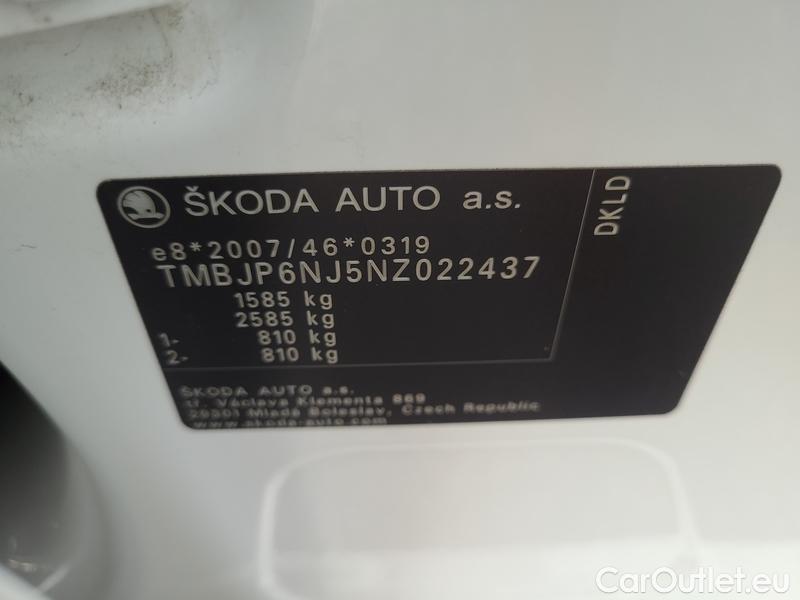 ŠKODA AUTO a.s.
DKLD
e8*2007/46*0319
TMBJP6NJ5NZ022437
1585 kg
2585 kg
1- 810 kg
2- 810 kg
ŠKODA AUTO a.s.
tř. Václava Klementa 869
29301 Mladá Boleslav, Czech Republic
www.skoda-auto.com
CarOutlet.eu